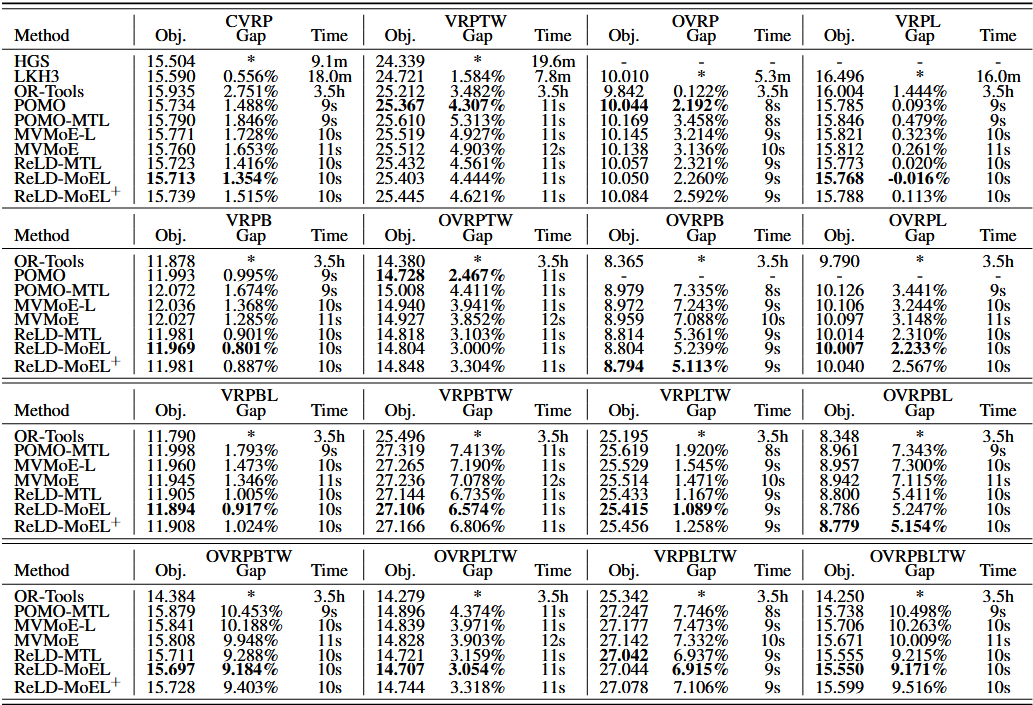 CVRP VRPTW OVRP VRPL
Method Obj. Gap Time Obj. Gap Time Obj. Gap Time Obj. Gap Time
HGS 15.504 * 9.1m 24.339 * 19.6m - - - - - -
LKH3 15.590 0.556% 18.0m 24.721 1.584% 7.8m 10.010 * 5.3m 16.496 * 16.0m
OR-Tools 15.935 2.751% 3.5h 25.212 3.482% 3.5h 9.842 0.122% 3.5h 16.004 1.444% 3.5h
POMO 15.734 1.488% 9s 25.367 4.307% 11s 10.044 2.192% 8s 15.785 0.093% 9s
POMO-MTL 15.790 1.846% 9s 25.610 5.313% 11s 10.169 3.458% 8s 15.846 0.479% 9s
MVMoE-L 15.771 1.728% 10s 25.519 4.927% 11s 10.145 3.214% 9s 15.821 0.323% 10s
MVMoE 15.760 1.653% 11s 25.512 4.903% 12s 10.138 3.136% 10s 15.812 0.261% 11s
ReLD-MTL 15.723 1.416% 10s 25.432 4.561% 11s 10.057 2.321% 9s 15.773 0.020% 10s
ReLD-MoEL 15.713 1.354% 10s 25.403 4.444% 11s 10.050 2.260% 9s 15.768 -0.016% 10s
ReLD-MoEL+ 15.739 1.515% 10s 25.445 4.621% 11s 10.084 2.592% 9s 15.788 0.113% 10s
VRPB OVRPTW OVRPB OVRPL
Method Obj. Gap Time Obj. Gap Time Obj. Gap Time Obj. Gap Time
OR-Tools 11.878 * 3.5h 14.380 * 3.5h 8.365 * 3.5h 9.790 * 3.5h
POMO 11.993 0.995% 9s 14.728 2.467% 11s - - - - - -
POMO-MTL 12.072 1.674% 9s 15.008 4.411% 11s 8.979 7.335% 8s 10.126 3.441% 9s
MVMoE-L 12.036 1.368% 10s 14.940 3.941% 11s 8.972 7.243% 9s 10.106 3.244% 10s
MVMoE 12.027 1.285% 11s 14.927 3.852% 12s 8.959 7.088% 10s 10.097 3.148% 11s
ReLD-MTL 11.981 0.901% 10s 14.818 3.103% 11s 8.814 5.361% 9s 10.014 2.310% 10s
ReLD-MoEL 11.969 0.801% 10s 14.804 3.000% 11s 8.804 5.239% 9s 10.007 2.233% 10s
ReLD-MoEL+ 11.981 0.887% 10s 14.848 3.304% 11s 8.794 5.113% 9s 10.040 2.567% 10s
VRPBL VRPBTW VRPLTW OVRPBL
Method Obj. Gap Time Obj. Gap Time Obj. Gap Time Obj. Gap Time
OR-Tools 11.790 * 3.5h 25.496 * 3.5h 25.195 * 3.5h 8.348 * 3.5h
POMO-MTL 11.998 1.793% 9s 27.319 7.413% 11s 25.619 1.920% 8s 8.961 7.343% 9s
MVMoE-L 11.960 1.473% 10s 27.265 7.190% 11s 25.529 1.545% 9s 8.957 7.300% 10s
MVMoE 11.945 1.346% 11s 27.236 7.078% 12s 25.514 1.471% 10s 8.942 7.115% 11s
ReLD-MTL 11.905 1.005% 10s 27.144 6.735% 11s 25.433 1.167% 9s 8.800 5.411% 10s
ReLD-MoEL 11.894 0.917% 10s 27.106 6.574% 11s 25.415 1.089% 9s 8.786 5.247% 10s
ReLD-MoEL+ 11.908 1.024% 10s 27.166 6.806% 11s 25.456 1.258% 9s 8.779 5.154% 10s
OVRPBTW OVRPLTW VRPBLTW OVRPBLTW
Method Obj. Gap Time Obj. Gap Time Obj. Gap Time Obj. Gap Time
OR-Tools 14.384 * 3.5h 14.279 * 3.5h 25.342 * 3.5h 14.250 * 3.5h
POMO-MTL 15.879 10.453% 9s 14.896 4.374% 11s 27.247 7.746% 8s 15.738 10.498% 9s
MVMoE-L 15.841 10.188% 10s 14.839 3.971% 11s 27.177 7.473% 9s 15.706 10.263% 10s
MVMoE 15.808 9.948% 11s 14.828 3.903% 12s 27.142 7.332% 10s 15.671 10.009% 11s
ReLD-MTL 15.711 9.288% 10s 14.721 3.159% 11s 27.042 6.937% 9s 15.555 9.215% 10s
ReLD-MoEL 15.697 9.184% 10s 14.707 3.054% 11s 27.044 6.915% 9s 15.550 9.171% 10s
ReLD-MoEL+ 15.728 9.403% 10s 14.744 3.318% 11s 27.078 7.106% 9s 15.599 9.516% 10s